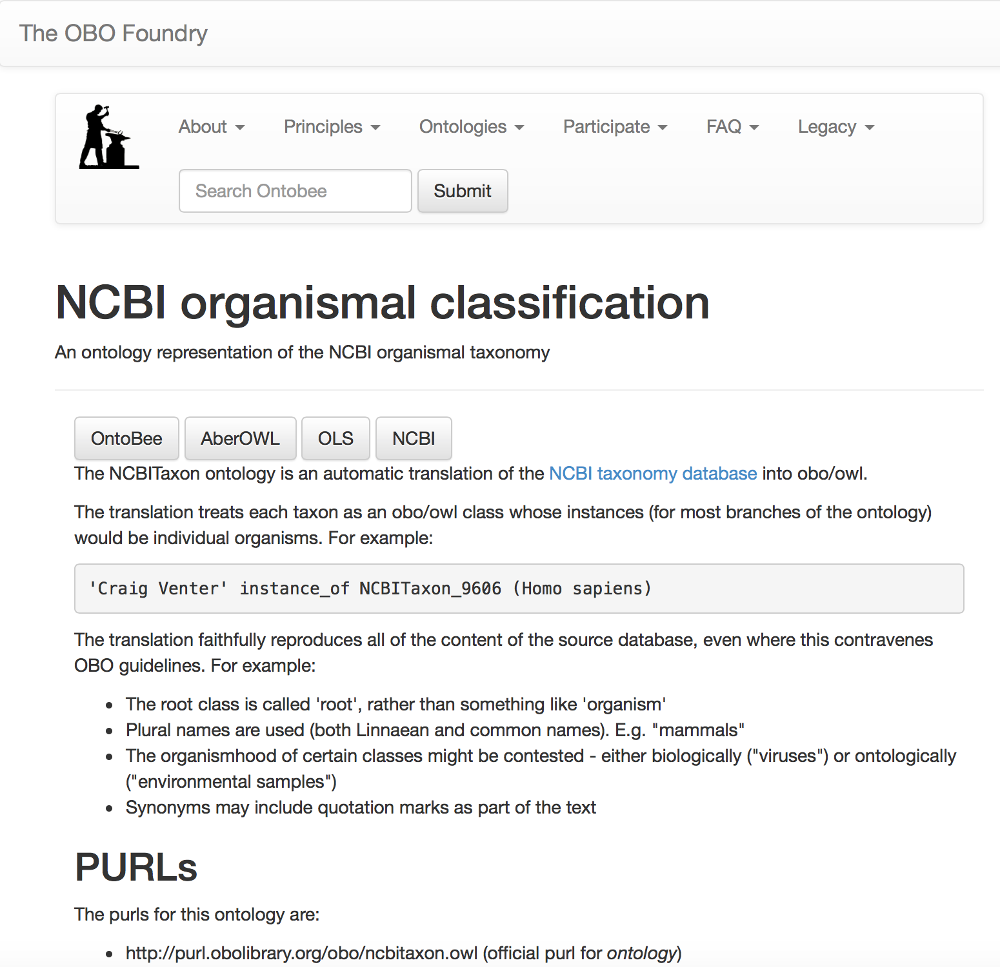 The OBO Foundry
About Principles Ontologies Participate FAQ Legacy
Search Ontobee Submit
NCBI organismal classification
An ontology representation of the NCBI organismal taxonomy
OntoBee AberOWL OLS NCBI
The NCBITaxon ontology is an automatic translation of the NCBI taxonomy database into obo/owl.
The translation treats each taxon as an obo/owl class whose instances (for most branches of the ontology)
would be individual organisms. For example:
'Craig Venter' instance_of NCBITaxon_9606 (Homo sapiens)
The translation faithfully reproduces all of the content of the source database, even where this contravenes
OBO guidelines. For example:
• The root class is called 'root', rather than something like 'organism'
• Plural names are used (both Linnaean and common names). E.g. "mammals"
• The organismhood of certain classes might be contested - either biologically ("viruses") or ontologically
("environmental samples")
• Synonyms may include quotation marks as part of the text
PURLs
The purls for this ontology are:
• http://purl.obolibrary.org/obo/ncbitaxon.owl (official purl for ontology)